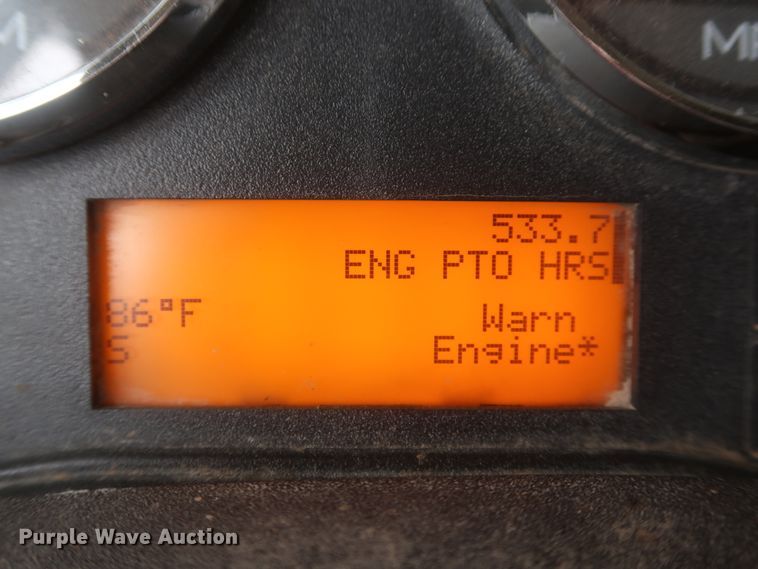 M
533.7
ENG PTO HRS
86°F
Warn
S
Engine*
Purple Wave Auction